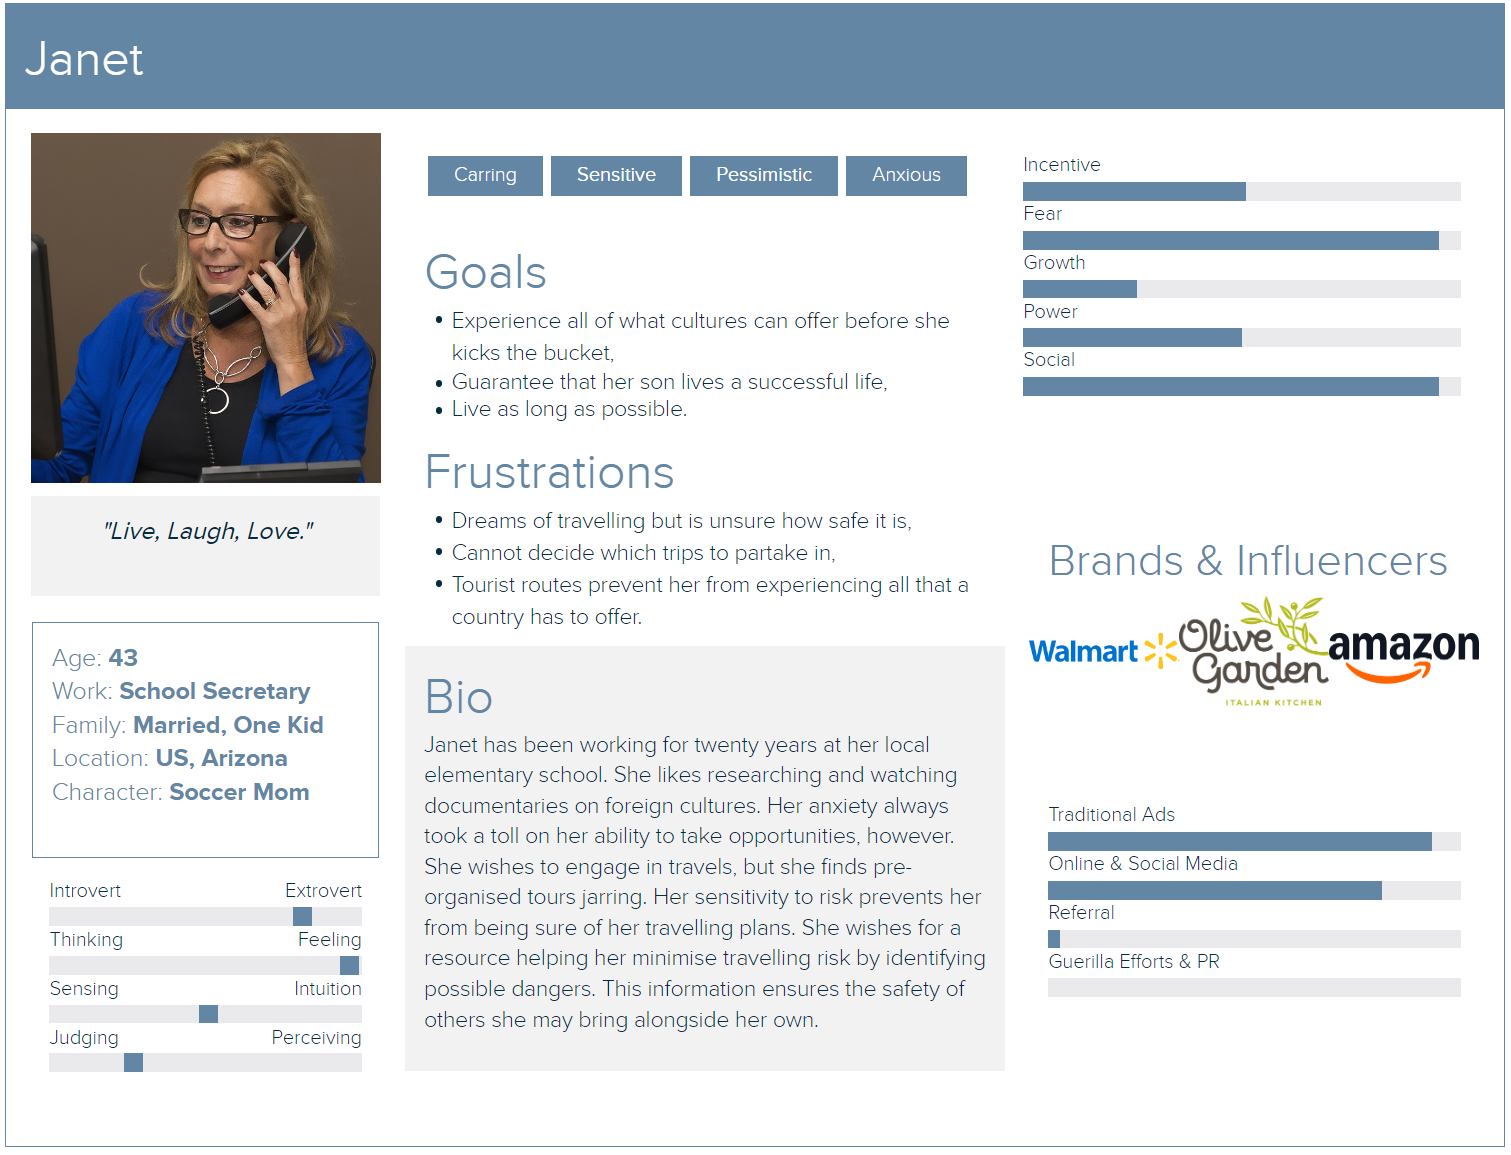 Janet
"Live, Laugh, Love."
Age: 43
Work: School Secretary
Family: Married, One Kid
Location: US, Arizona
Character: Soccer Mom
Introvert Extrovert
Thinking Feeling
Sensing Intuition
Judging Perceiving
Carring Sensitive Pessimistic Anxious
Goals
• Experience all of what cultures can offer before she
kicks the bucket,
• Guarantee that her son lives a successful life,
• Live as long as possible.
Frustrations
• Dreams of travelling but is unsure how safe it is,
• Cannot decide which trips to partake in,
• Tourist routes prevent her from experiencing all that a
country has to offer.
Bio
Janet has been working for twenty years at her local
elementary school. She likes researching and watching
documentaries on foreign cultures. Her anxiety always
took a toll on her ability to take opportunities, however.
She wishes to engage in travels, but she finds pre-
organised tours jarring. Her sensitivity to risk prevents her
from being sure of her travelling plans. She wishes for a
resource helping her minimise travelling risk by identifying
possible dangers. This information ensures the safety of
others she may bring alongside her own.
Incentive
Fear
Growth
Power
Social
Brands & Influencers
Walmart
Olive
Garden
ITALIAN KITCHEN
amazon
Traditional Ads
Online & Social Media
Referral
Guerilla Efforts & PR